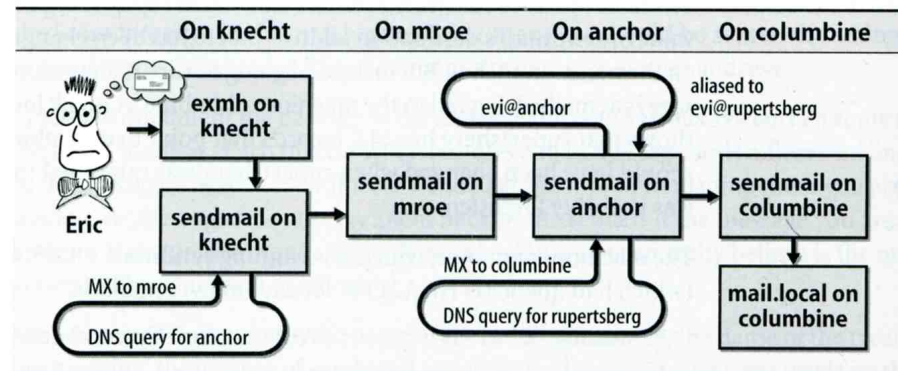 On knecht
On mroe
On anchor
On columbine
exmh on
knecht
Eric
sendmail on
knecht
MX to mroe
DNS query for anchor
sendmail on
mroe
evi@anchor
aliased to
evi@rupertsberg
sendmail on
anchor
MX to columbine
DNS query for rupertsberg
sendmail on
columbine
mail.local on
columbine